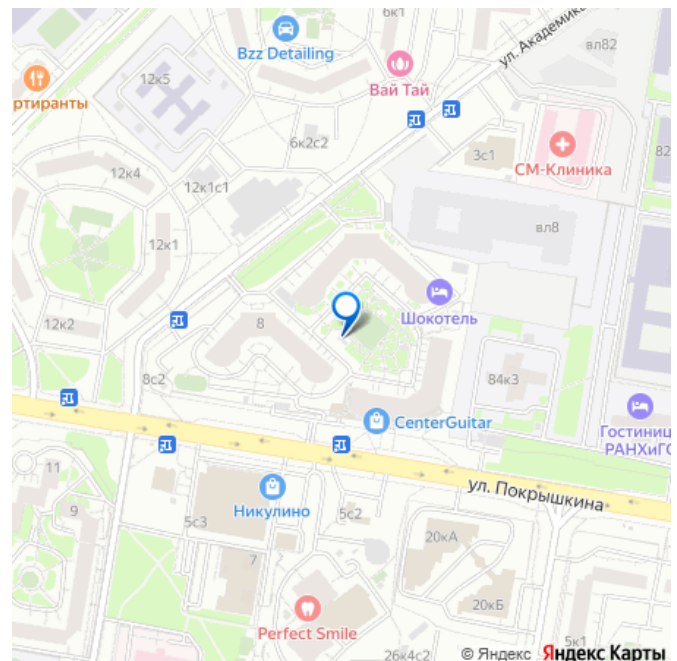 6к1
Bzz Detailing
вл82
ул. Академика
Вай Тай
12к5
ртиранты
6к2с2
3с1
82
СМ-Клиника
12к4
12к1с1
вл8
12к1
Шокотель
12к2
8
8с2
84к3
CenterGuitar
Гостиниц
РАНХиГС
ул. Покрышкина
11
9
Никулино
5с3
5с2
7
20кА
20кБ
Perfect Smile
5к1
26к4с2
© Яндекс Яндекс Карты